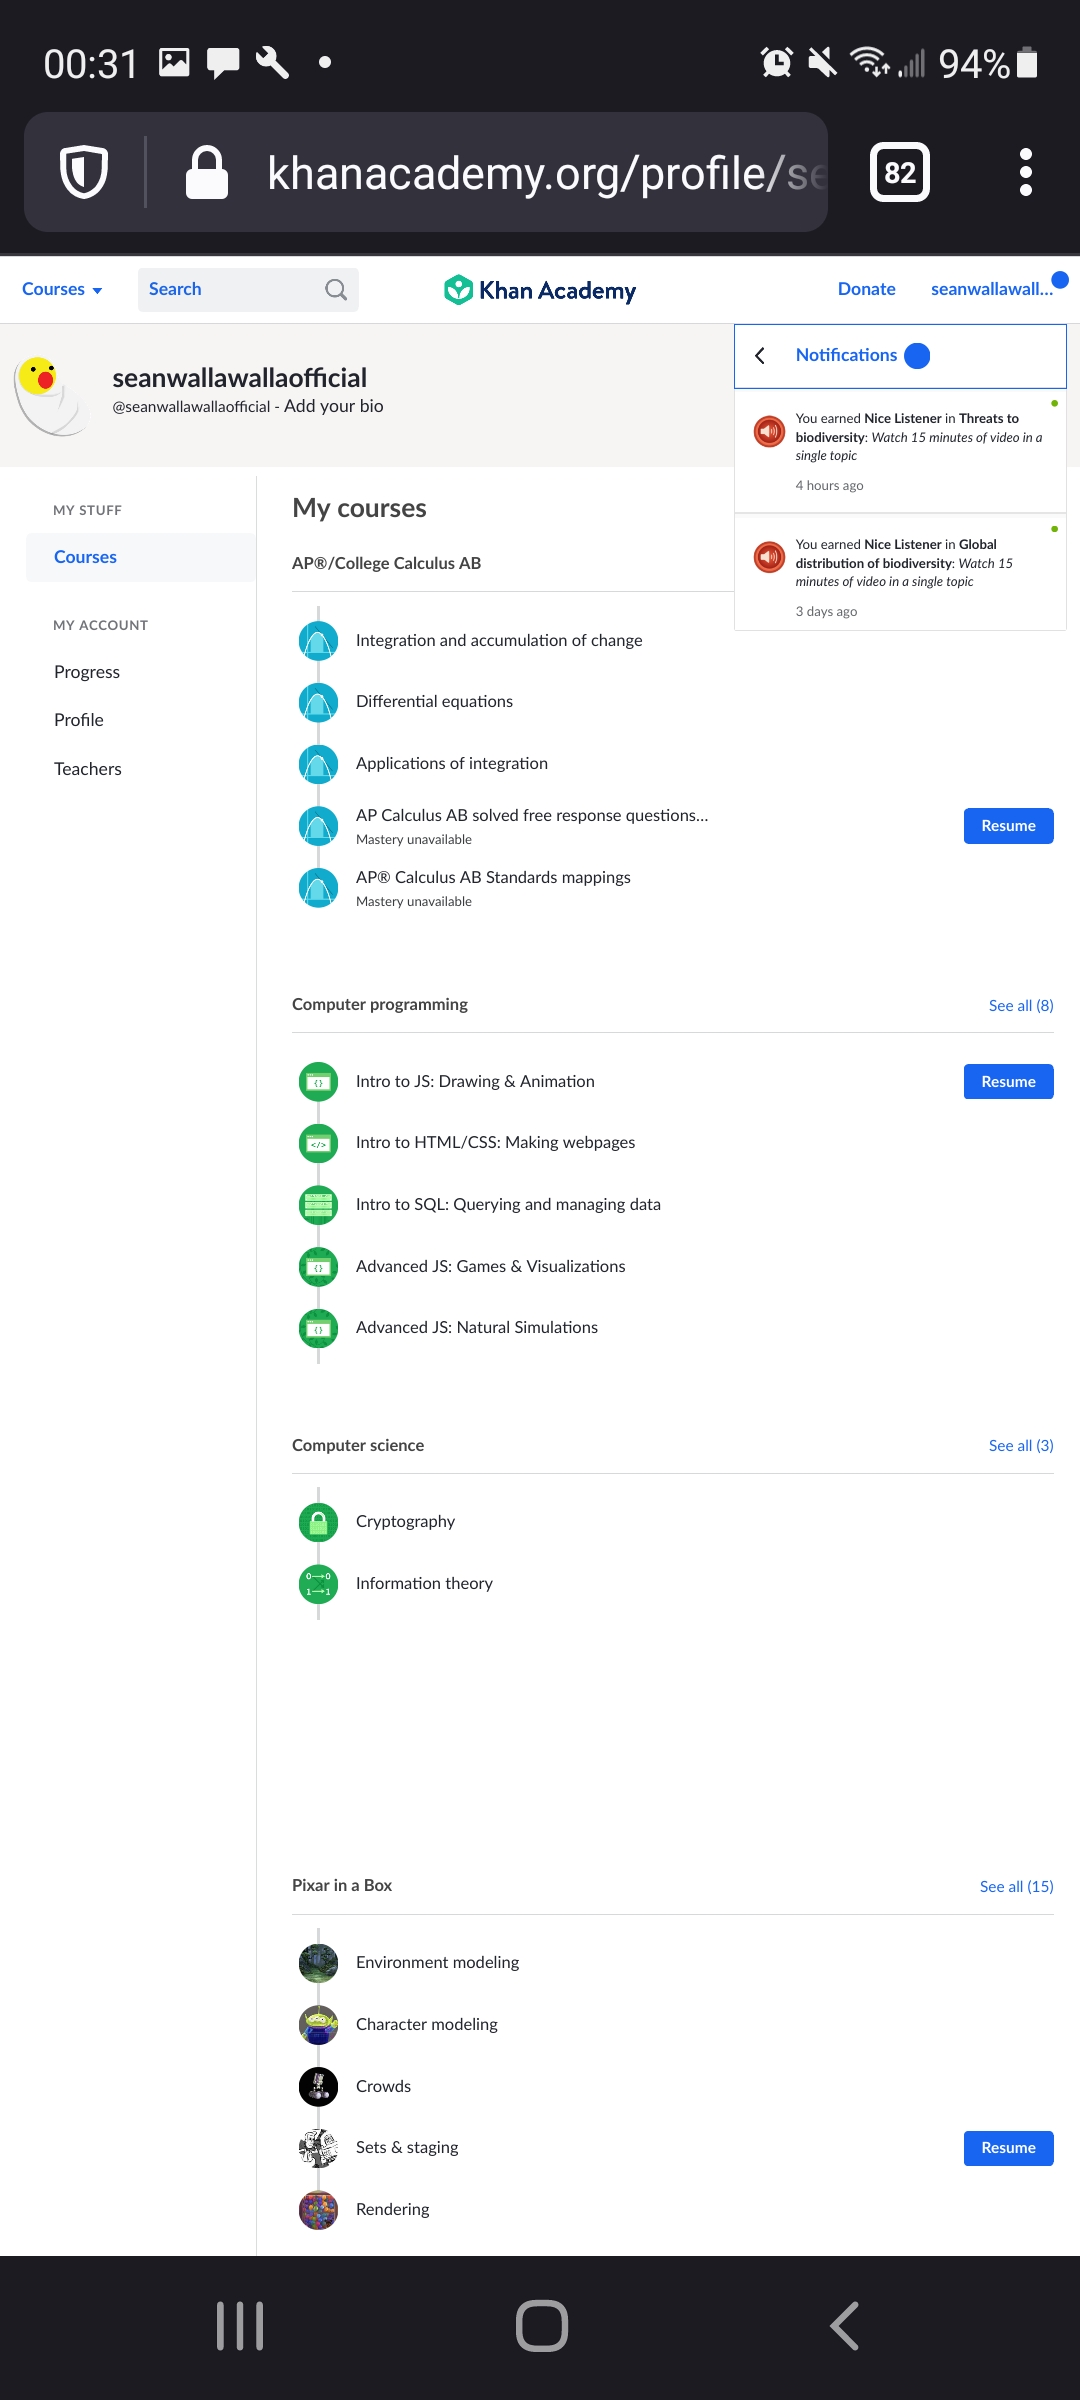 00:31
94%
khanacademy.org/profile/se
82
Courses
Search
Khan Academy
Donate
seanwallawall...
seanwallawallaofficial
@seanwallawallaofficial - Add your bio
Notifications
You earned Nice Listener in Threats to
biodiversity: Watch 15 minutes of video in a
single topic
4 hours ago
You earned Nice Listener in Global
distribution of biodiversity: Watch 15
minutes of video in a single topic
3 days ago
MY STUFF
Courses
MY ACCOUNT
Progress
Profile
Teachers
My courses
AP®/College Calculus AB
Integration and accumulation of change
Differential equations
Applications of integration
AP Calculus AB solved free response questions...
Mastery unavailable
Resume
AP® Calculus AB Standards mappings
Mastery unavailable
Computer programming
See all (8)
Intro to JS: Drawing & Animation
Resume
Intro to HTML/CSS: Making webpages
Intro to SQL: Querying and managing data
Advanced JS: Games & Visualizations
Advanced JS: Natural Simulations
Computer science
See all (3)
Cryptography
Information theory
Pixar in a Box
See all (15)
Environment modeling
Character modeling
Crowds
Sets & staging
Resume
Rendering